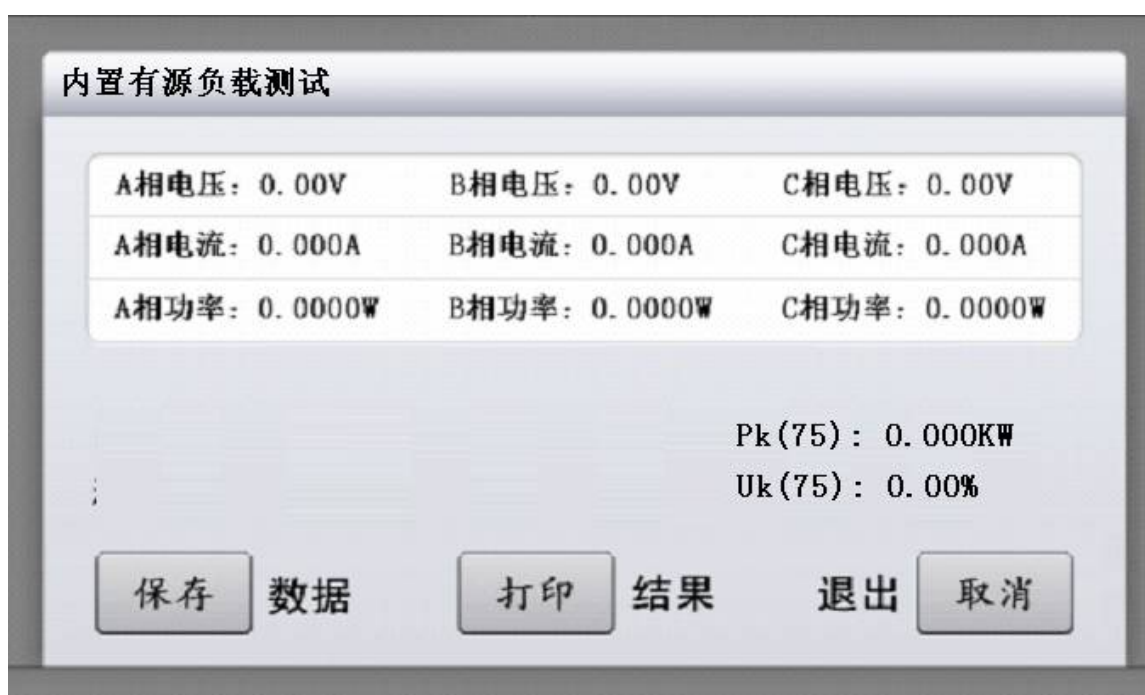 内置有源负载测试
A相电压: 0.00V B相电压: 0.00V C相电压: 0.00V
A相电流: 0.000A B相电流: 0.000A C相电流: 0.000A
A相功率: 0.0000W B相功率: 0.0000W C相功率: 0.0000W
Pk(75): 0.000KW
Uk(75): 0.00%
保存 数据 打印 结果 退出 取消